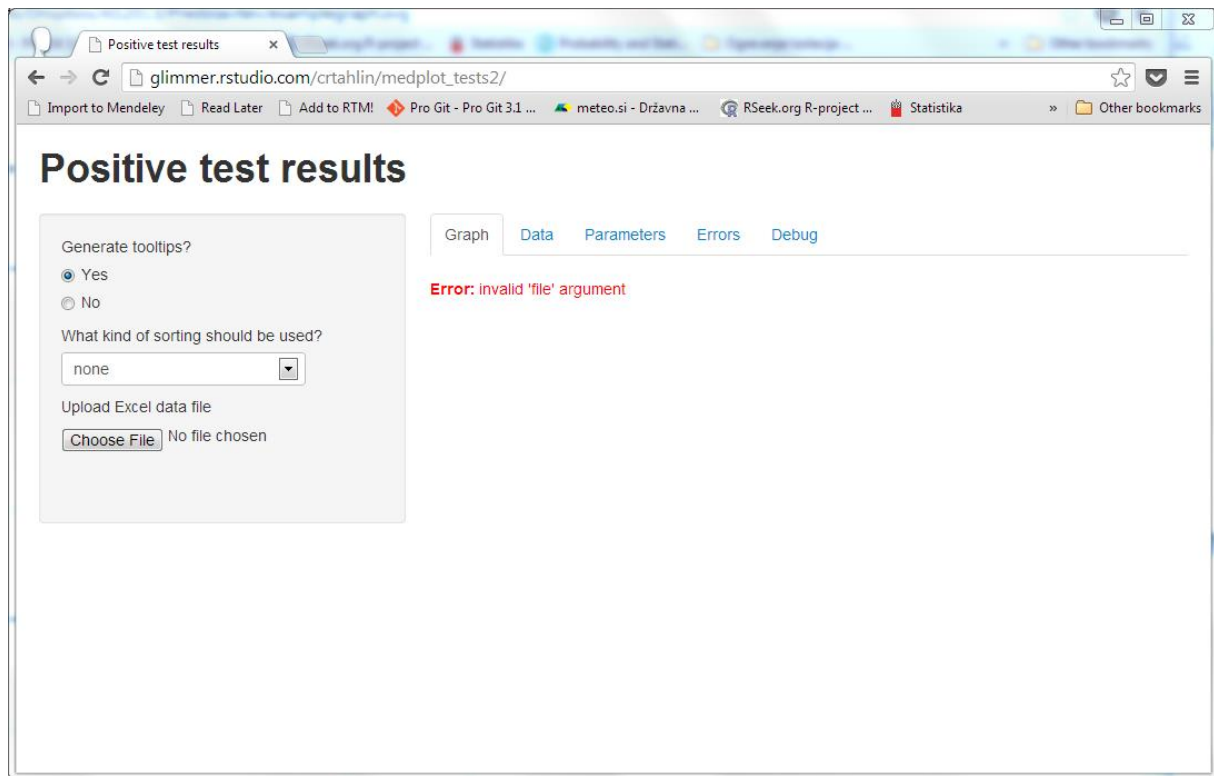 Positive test results
glimmer.rstudio.com/crtahlin/medplot_tests2/
Import to Mendeley Read Later Add to RTM! Pro Git - Pro Git 3.1 ... meteo.si - Državna ... RSeek.org R-project ... Statistika » Other bookmarks
Positive test results
Generate tooltips?
Yes
No
What kind of sorting should be used?
none
Upload Excel data file
Choose File No file chosen
Graph Data Parameters Errors Debug
Error: invalid 'file' argument